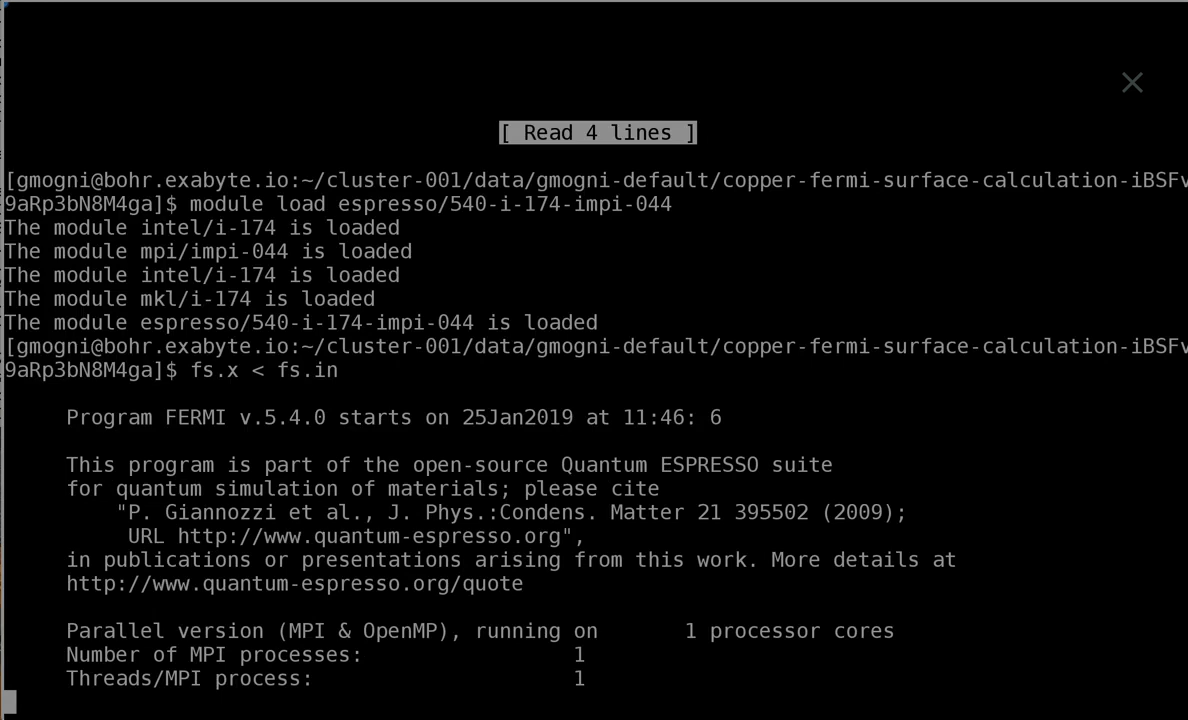 [ Read 4 lines ]
[gmogni@bohr.exabyte.io:~/cluster-001/data/gmogni-default/copper-fermi-surface-calculation-iBSFv
9aRp3bN8M4ga]$ module load espresso/540-i-174-impi-044
The module intel/i-174 is loaded
The module mpi/impi-044 is loaded
The module intel/i-174 is loaded
The module mkl/i-174 is loaded
The module espresso/540-i-174-impi-044 is loaded
[gmogni@bohr.exabyte.io:~/cluster-001/data/gmogni-default/copper-fermi-surface-calculation-iBSFv
9aRp3bN8M4ga]$ fs.x < fs.in
Program FERMI v.5.4.0 starts on 25Jan2019 at 11:46: 6
This program is part of the open-source Quantum ESPRESSO suite
for quantum simulation of materials; please cite
"P. Giannozzi et al., J. Phys.:Condens. Matter 21 395502 (2009);
URL http://www.quantum-espresso.org",
in publications or presentations arising from this work. More details at
http://www.quantum-espresso.org/quote
Parallel version (MPI & OpenMP), running on       1 processor cores
Number of MPI processes:                 1
Threads/MPI process:                     1